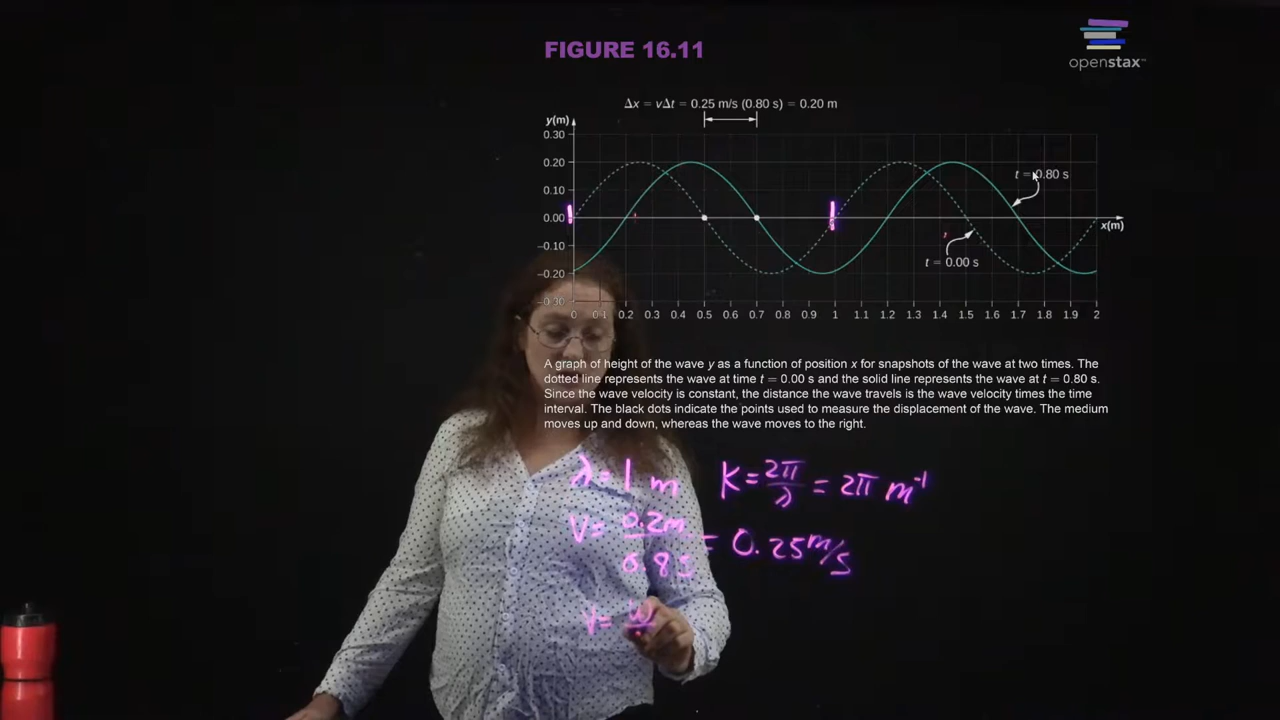 FIGURE 16.11
openstax™
Δx = vΔt = 0.25 m/s (0.80 s) = 0.20 m
y(m)
0.30
0.20
0.10
0.00
−0.10
−0.20
−0.30
t = 0.80 s
x(m)
t = 0.00 s
0 0.1 0.2 0.3 0.4 0.5 0.6 0.7 0.8 0.9 1 1.1 1.2 1.3 1.4 1.5 1.6 1.7 1.8 1.9 2
A graph of height of the wave y as a function of position x for snapshots of the wave at two times. The
dotted line represents the wave at time t = 0.00 s and the solid line represents the wave at t = 0.80 s.
Since the wave velocity is constant, the distance the wave travels is the wave velocity times the time
interval. The black dots indicate the points used to measure the displacement of the wave. The medium
moves up and down, whereas the wave moves to the right.
λ = 1 m K = 2π/λ = 2π m⁻¹
V = 0.2m/0.8s = 0.25 m/s
V = ω